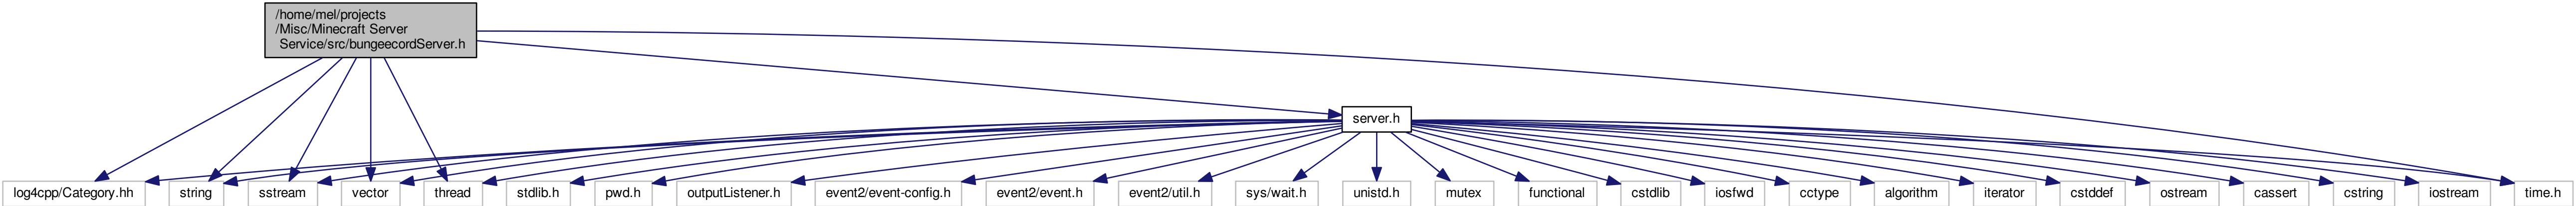 /home/mel/projects
/Misc/Minecraft Server
Service/src/bungeecordServer.h
server.h
log4cpp/Category.hh
string
sstream
vector
thread
stdlib.h
pwd.h
outputListener.h
event2/event-config.h
event2/event.h
event2/util.h
sys/wait.h
unistd.h
mutex
functional
cstdlib
iosfwd
cctype
algorithm
iterator
cstddef
ostream
cassert
cstring
iostream
time.h